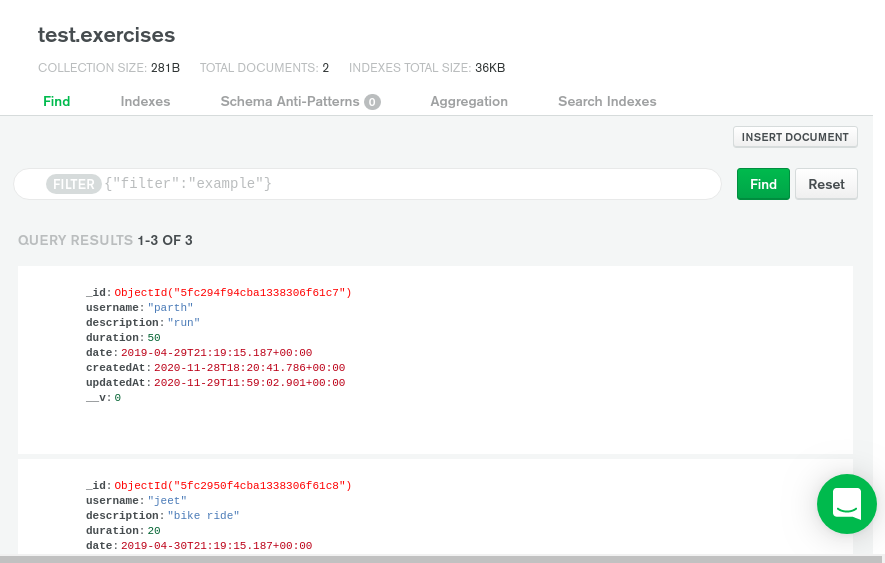 test.exercises
COLLECTION SIZE: 281B TOTAL DOCUMENTS: 2 INDEXES TOTAL SIZE: 36KB
Find Indexes Schema Anti-Patterns 0 Aggregation Search Indexes
INSERT DOCUMENT
FILTER {"filter":"example"} Find Reset
QUERY RESULTS 1-3 OF 3
_id: ObjectId("5fc294f94cba1338306f61c7")
username: "parth"
description: "run"
duration: 50
date: 2019-04-29T21:19:15.187+00:00
createdAt: 2020-11-28T18:20:41.786+00:00
updatedAt: 2020-11-29T11:59:02.901+00:00
__v: 0
_id: ObjectId("5fc2950f4cba1338306f61c8")
username: "jeet"
description: "bike ride"
duration: 20
date: 2019-04-30T21:19:15.187+00:00